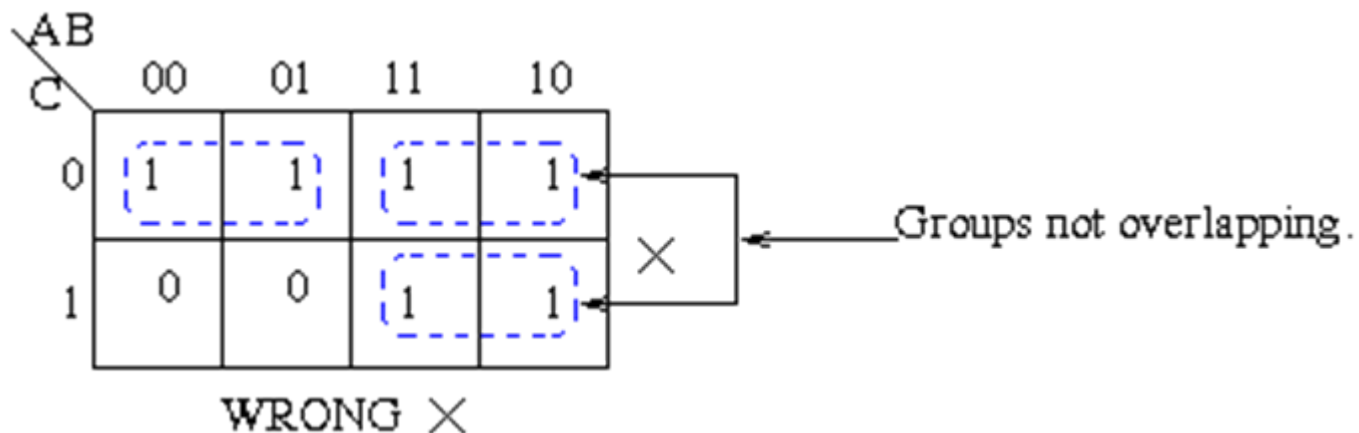 AB
C
00 01 11 10
0 1 1 1 1
Groups not overlapping.
1 0 0 1 1
WRONG